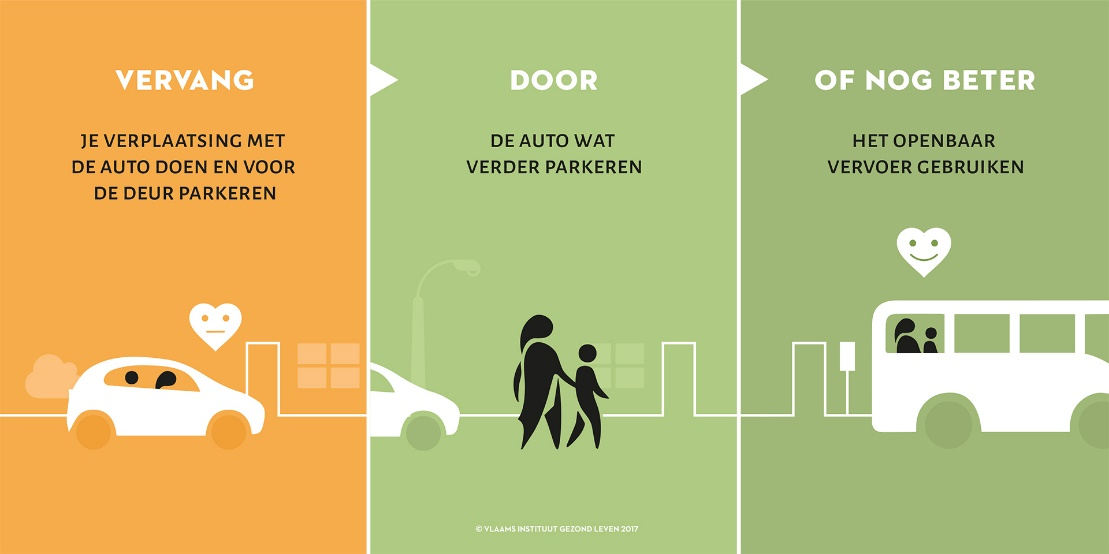 VERVANG
JE VERPLAATSING MET
DE AUTO DOEN EN VOOR
DE DEUR PARKEREN
DOOR
DE AUTO WAT
VERDER PARKEREN
OF NOG BETER
HET OPENBAAR
VERVOER GEBRUIKEN
© VLAAMS INSTITUUT GEZOND LEVEN 2017